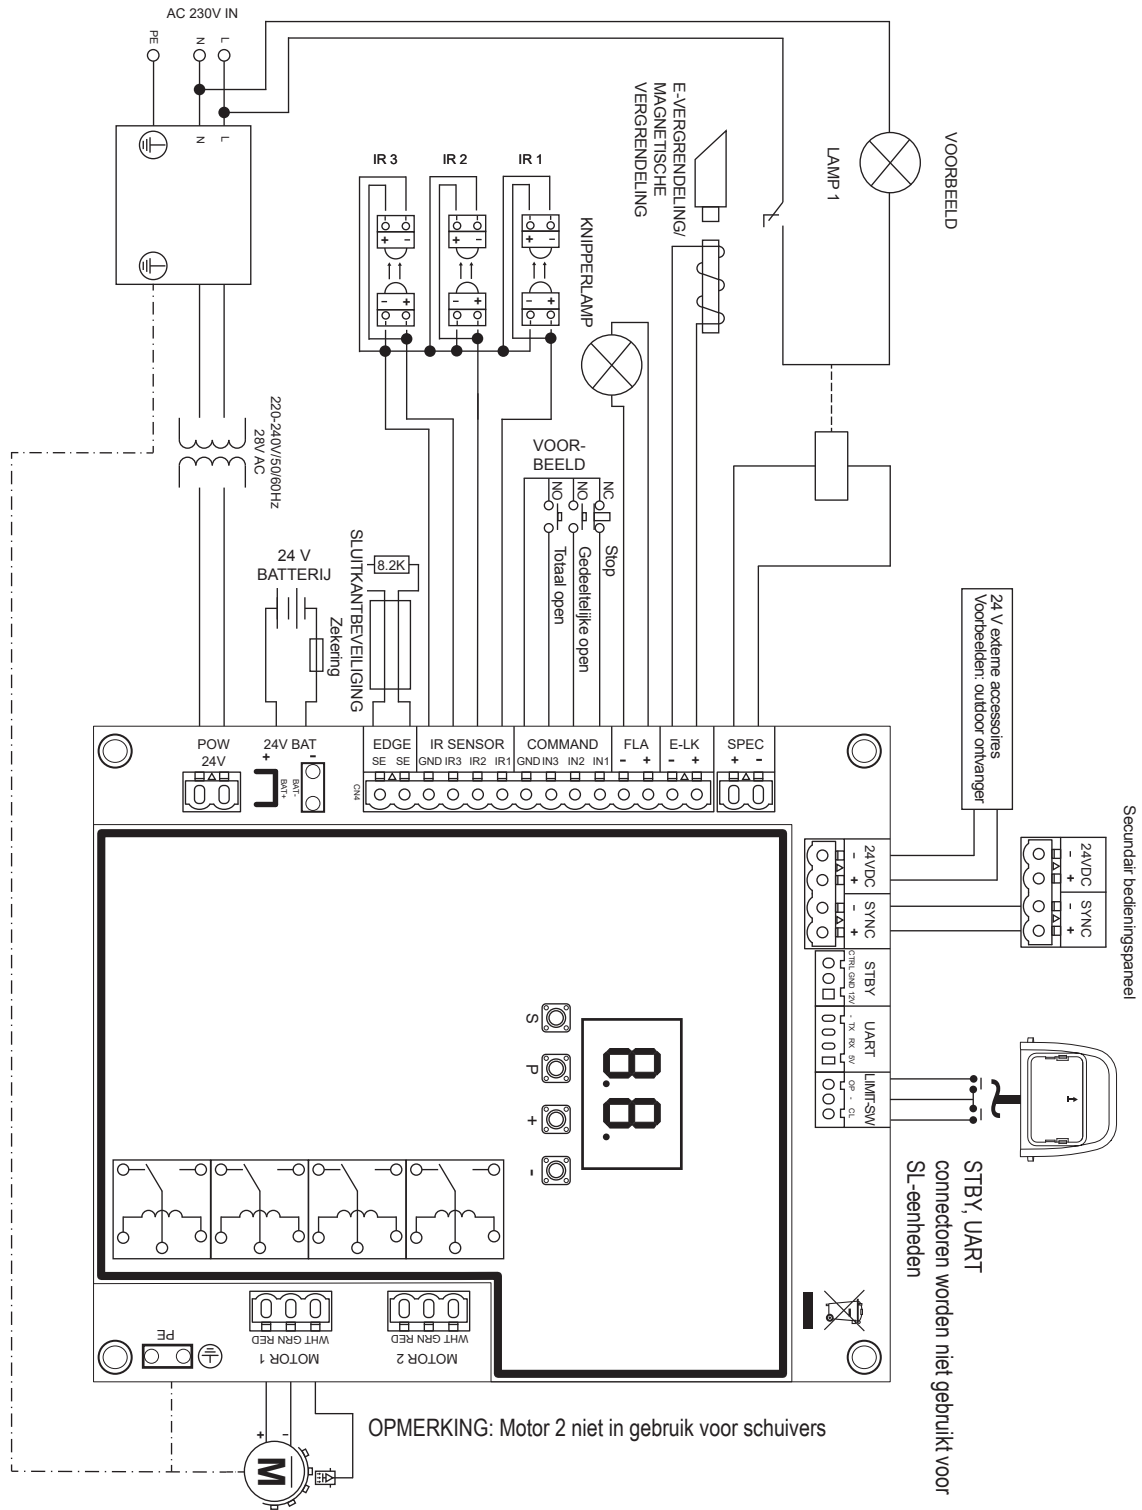 AC 230V IN
PE
N
L
N
L
VOORBEELD
LAMP 1
E-VERGRENDELING/
MAGNETISCHE
VERGRENDELING
IR 3
IR 2
IR 1
+ -
+ -
+ -
- +
- +
- +
KNIPPERLAMP
220-240V/50/60Hz
28V AC
VOOR-
BEELD
NO
NO
NC
Totaal open
Gedeeltelijke open
Stop
24 V
BATTERIJ
Zekering
SLUITKANTBEVEILIGING
8.2K
24 V externe accessoires
Voorbeelden: outdoor ontvanger
Secundair bedieningspaneel
24VDC
- +
SYNC
- +
POW
24V
24V BAT
+ -
BAT+
BAT-
CN4
EDGE
SE SE
IR SENSOR
GND IR3 IR2 IR1
COMMAND
GND IN3 IN2 IN1
FLA
- +
E-LK
- +
SPEC
+ -
24VDC
- +
SYNC
- +
STBY
CTRL GND 12V
UART
- TX RX 5V
LIMIT-SW
OP - CL
S
P
+
-
8.8.
STBY, UART
connectoren worden niet gebruikt voor
SL-eenheden
PE
WHT GRN RED
MOTOR 1
WHT GRN RED
MOTOR 2
OPMERKING: Motor 2 niet in gebruik voor schuivers
+ -
M